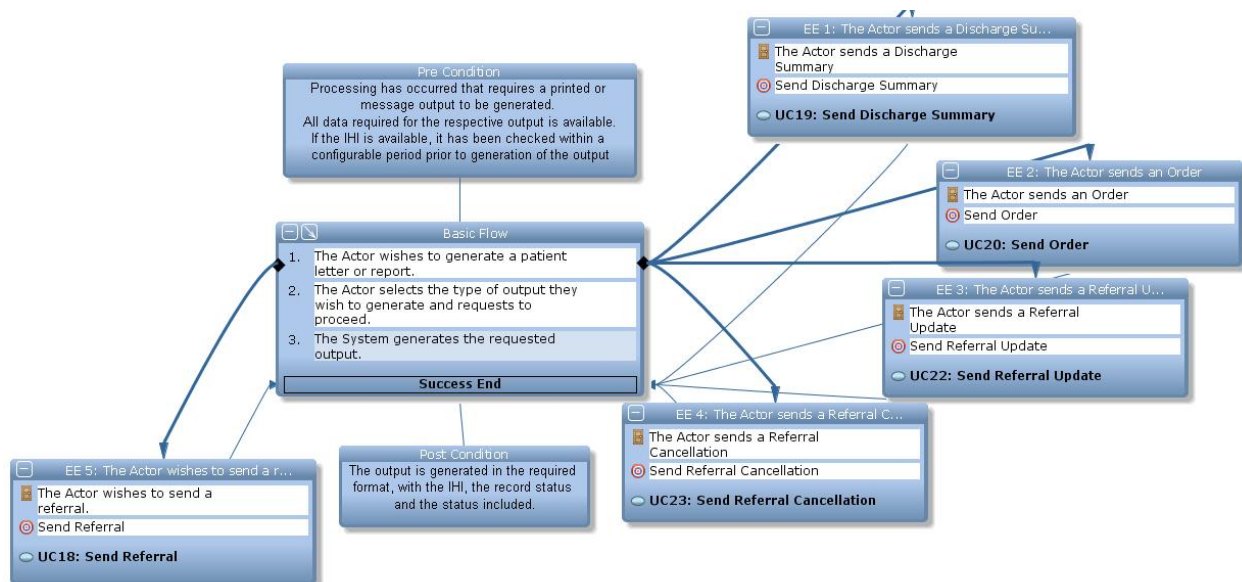 EE 1: The Actor sends a Discharge Su...
The Actor sends a Discharge
Summary
Send Discharge Summary
UC19: Send Discharge Summary
Pre Condition
Processing has occurred that requires a printed or
message output to be generated.
All data required for the respective output is available.
If the IHI is available, it has been checked within a
configurable period prior to generation of the output
EE 2: The Actor sends an Order
The Actor sends an Order
Send Order
UC20: Send Order
Basic Flow
1. The Actor wishes to generate a patient
letter or report.
2. The Actor selects the type of output they
wish to generate and requests to
proceed.
3. The System generates the requested
output.
Success End
EE 3: The Actor sends a Referral U...
The Actor sends a Referral
Update
Send Referral Update
UC22: Send Referral Update
EE 4: The Actor sends a Referral C...
The Actor sends a Referral
Cancellation
Send Referral Cancellation
UC23: Send Referral Cancellation
Post Condition
The output is generated in the required
format, with the IHI, the record status
and the status included.
EE 5: The Actor wishes to send a r...
The Actor wishes to send a
referral.
Send Referral
UC18: Send Referral